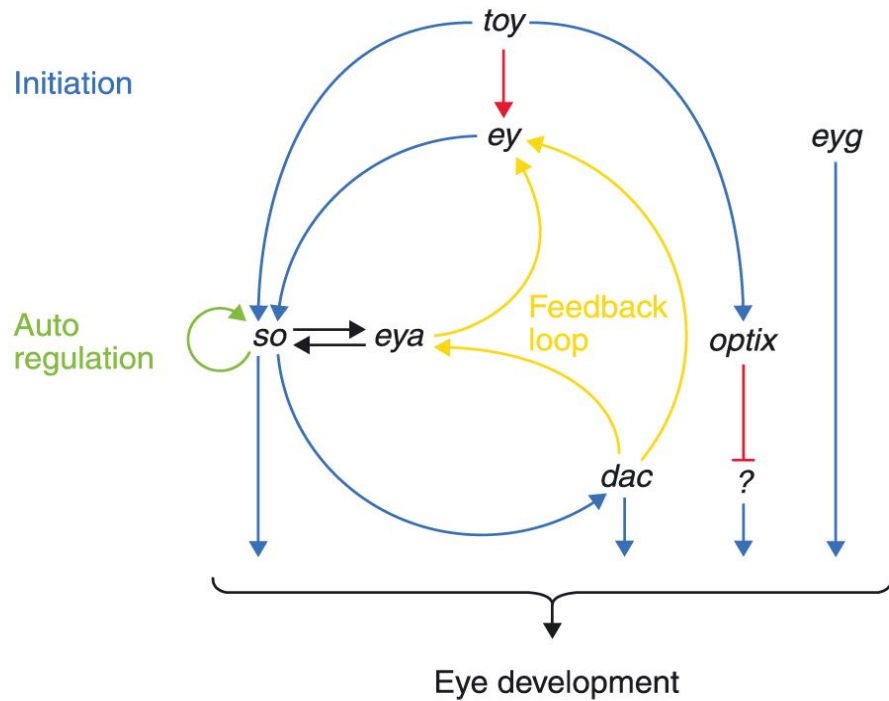 toy
Initiation
ey
eyg
Auto
regulation
so
eya
Feedback
loop
optix
dac
?
Eye development